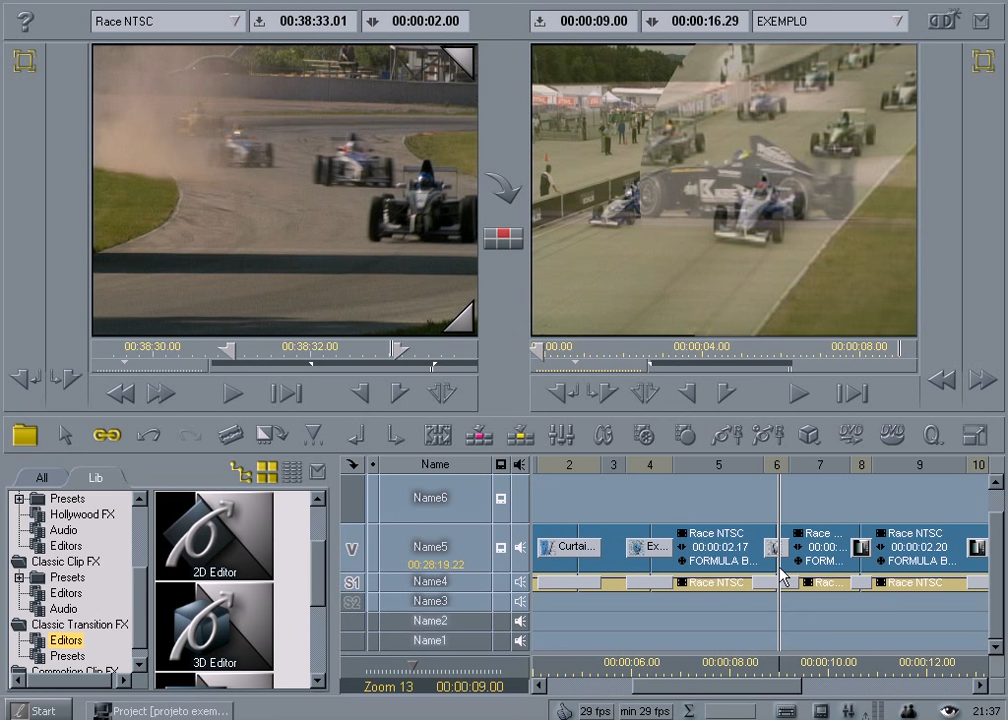 Race NTSC
00:38:33.01
00:00:02.00
00:00:09.00
00:00:16.29
EXEMPLO
00:38:30.00
00:38:32.00
00.00
00:00:04.00
00:00:08.00
All
Lib
Presets
Hollywood FX
Audio
Editors
Classic Clip FX
Presets
Editors
Audio
Classic Transition FX
Editors
Presets
Commotion Clip FX
2D Editor
3D Editor
Name
2
3
4
5
6
7
8
9
10
Name6
V
Name5
00:28:19.22
Curtai...
Ex...
Race NTSC
00:00:02.17
FORMULA B...
Race ...
00:00:...
FORM...
Race NTSC
00:00:02.20
FORMULA B...
S1
Name4
Race NTSC
Rac...
Race NTSC
S2
Name3
Name2
Name1
00:00:06.00
00:00:08.00
00:00:10.00
00:00:12.00
Zoom 13
00:00:09.00
Start
Project [projeto exem...
29 fps
min 29 fps
21:37